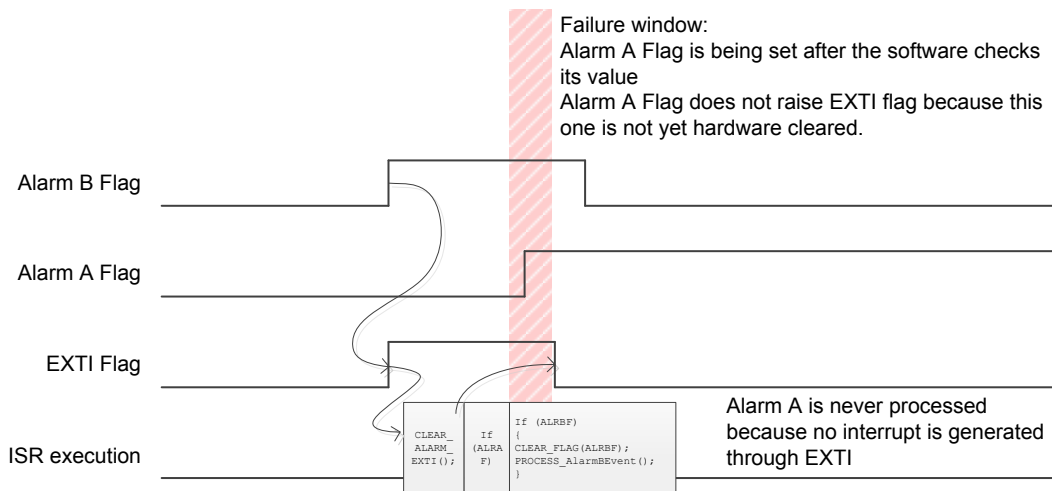 Failure window:
Alarm A Flag is being set after the software checks
its value
Alarm A Flag does not raise EXTI flag because this
one is not yet hardware cleared.
Alarm B Flag
Alarm A Flag
EXTI Flag
ISR execution
CLEAR_
ALARM_
EXTI();
If
(ALRA
F)
If (ALRBF)
{
CLEAR_FLAG(ALRBF);
PROCESS_AlarmBEvent();
}
Alarm A is never processed
because no interrupt is generated
through EXTI